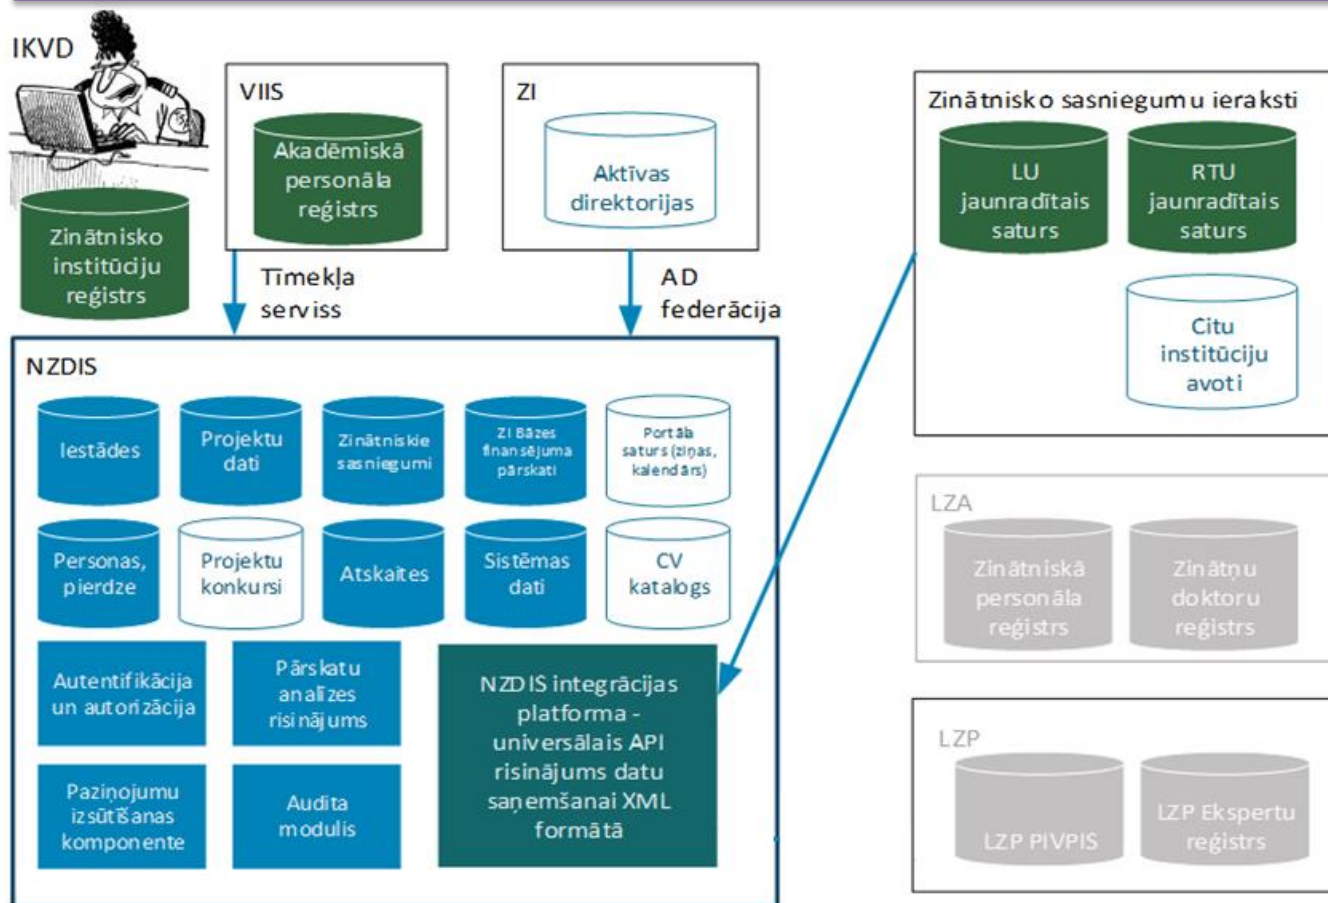 IKVD
Zinātnisko
institūciju
reģistrs
VIIS
Akadēmiskā
personāla
reģistrs
Tīmekļa
serviss
ZI
Aktīvas
direktorijas
AD
federācija
Zinātnisko sasniegumu ieraksti
LU
jaunradītais
saturs
RTU
jaunradītais
saturs
Citu
institūciju
avoti
NZDIS
Iestādes
Projektu
dati
Zinātniskie
sasniegumi
ZI Bāzes
finansējuma
pārskati
Portāla
saturs (ziņas,
kalendārs)
Personas,
pierdze
Projektu
konkursi
Atskaites
Sistēmas
dati
CV
katalogs
Autentifikācija
un autorizācija
Pārskatu
analīzes
risinājums
Paziņojumu
izsūtīšanas
komponente
Audita
modulis
NZDIS integrācijas
platforma -
universālais API
risinājums datu
saņemšanai XML
formātā
LZA
Zinātniskā
personāla
reģistrs
Zinātņu
doktoru
reģistrs
LZP
LZP PIVPIS
LZP Ekspertu
reģistrs